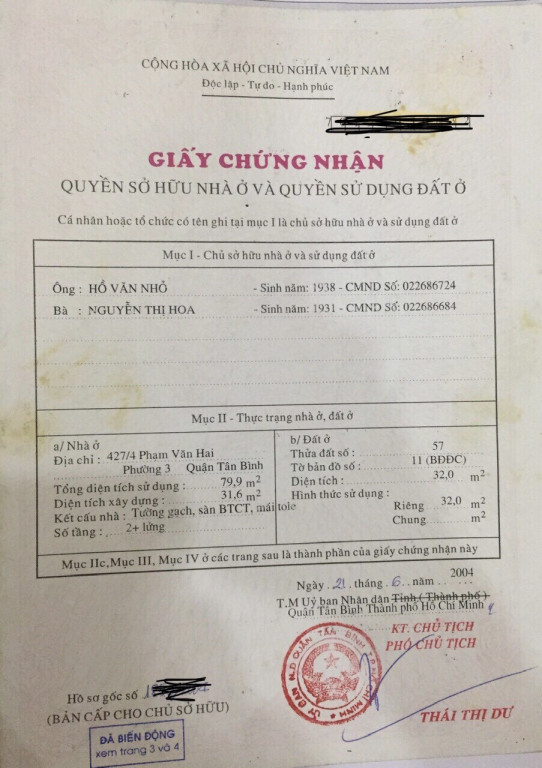 CỘNG HÒA XÃ HỘI CHỦ NGHĨA VIỆT NAM
Độc lập - Tự do - Hạnh phúc
GIẤY CHỨNG NHẬN
QUYỀN SỞ HỮU NHÀ Ở VÀ QUYỀN SỬ DỤNG ĐẤT Ở
Cá nhân hoặc tổ chức có tên ghi tại mục I là chủ sở hữu nhà ở và sử dụng đất ở
Mục I - Chủ sở hữu nhà ở và sử dụng đất ở
Ông : HỒ VĂN NHỎ - Sinh năm: 1938 - CMND Số: 022686724
Bà : NGUYỄN THỊ HOA - Sinh năm: 1931 - CMND Số: 022686684
Mục II - Thực trạng nhà ở, đất ở
a/ Nhà ở
Địa chỉ : 427/4 Phạm Văn Hai
Phường 3 Quận Tân Bình
Tổng diện tích sử dụng : 79,9 m2
Diện tích xây dựng : 31,6 m2
Kết cấu nhà : Tường gạch, sàn BTCT, mái tole
Số tầng : 2+ lửng
b/ Đất ở
Thửa đất số : 57
Tờ bản đồ số : 11 (BĐĐC)
Diện tích : 32,0 m2
Hình thức sử dụng :
Riêng 32,0 m2
Chung m2
Mục IIc,Mục III, Mục IV ở các trang sau là thành phần của giấy chứng nhận này
Ngày 21 tháng 6 năm 2004
T.M Uỷ ban Nhân dân Tỉnh ( Thành phố )
Quận Tân Bình Thành phố Hồ Chí Minh
KT. CHỦ TỊCH
PHÓ CHỦ TỊCH
ỦY BAN N.D QUẬN TÂN BÌNH T.P HỒ CHÍ MINH
THÁI THỊ DƯ
Hồ sơ gốc số
(BẢN CẤP CHO CHỦ SỞ HỮU)
ĐÃ BIẾN ĐỘNG
xem trang 3 và 4